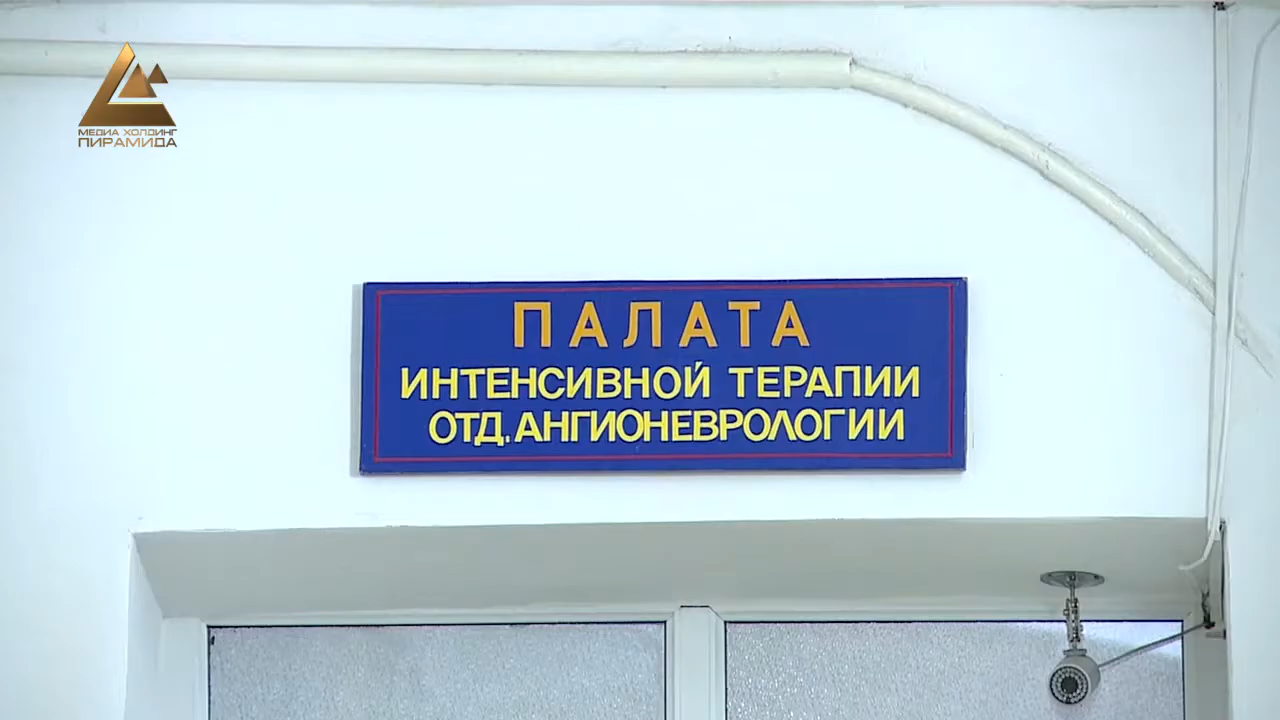 МЕДИА ХОЛДИНГ
ПИРАМИДА
ПАЛАТА
ИНТЕНСИВНОЙ ТЕРАПИИ
ОТД. АНГИОНЕВРОЛОГИИ